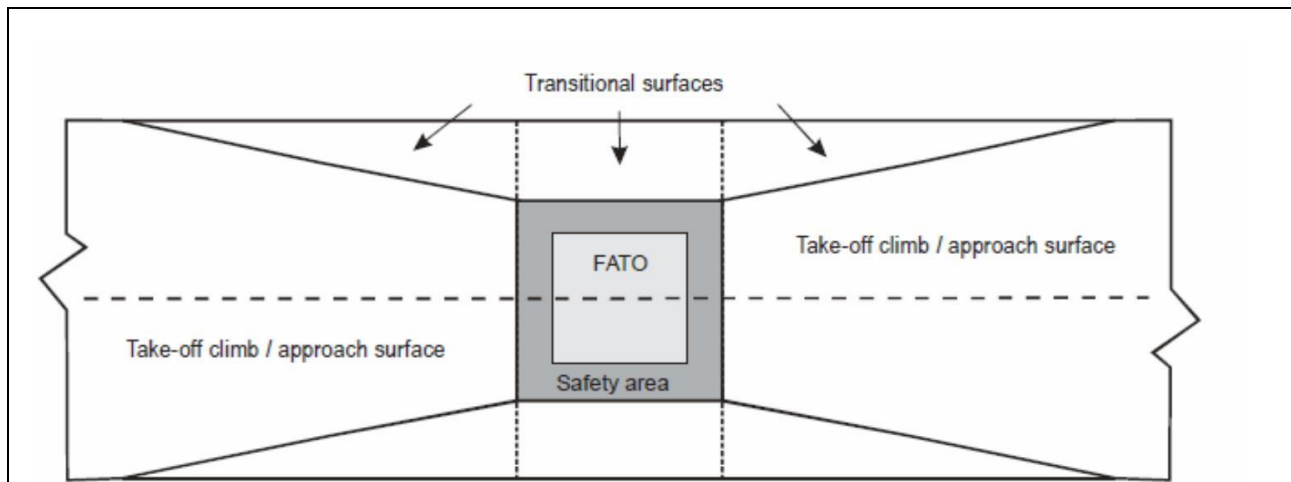 Transitional surfaces
Take-off climb / approach surface
FATO
Take-off climb / approach surface
Safety area